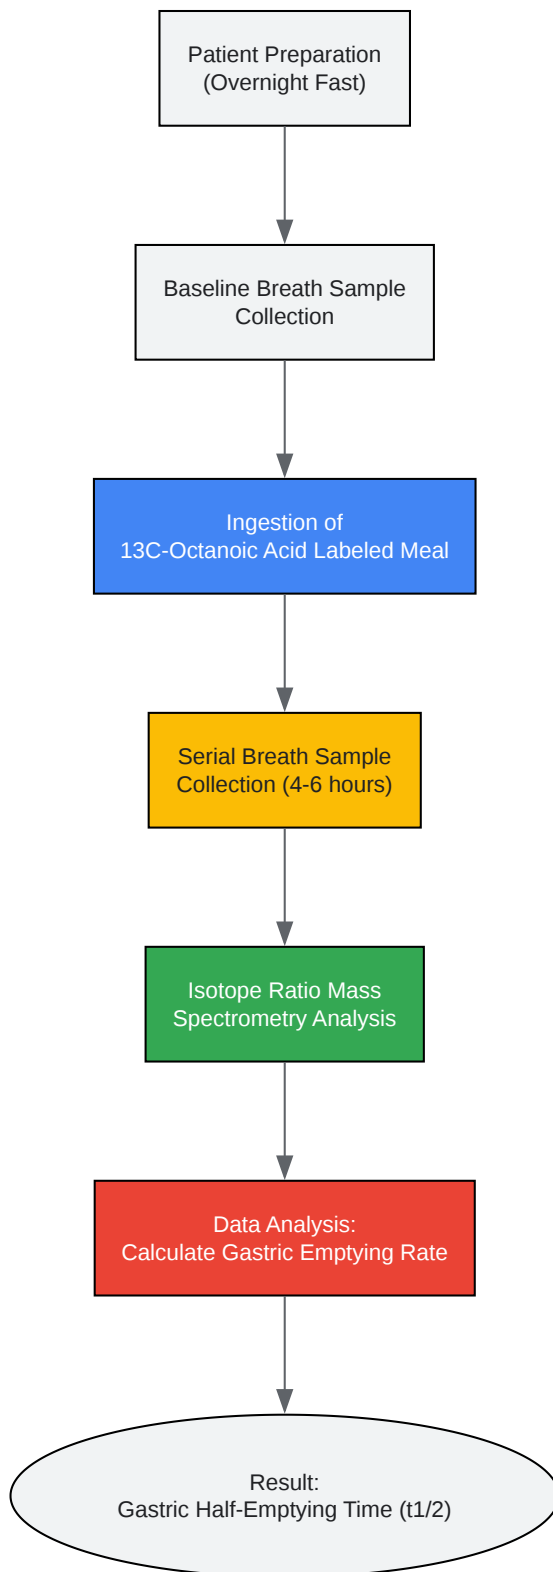 Patient Preparation
(Overnight Fast)
Baseline Breath Sample
Collection
Ingestion of
13C-Octanoic Acid Labeled Meal
Serial Breath Sample
Collection (4-6 hours)
Isotope Ratio Mass
Spectrometry Analysis
Data Analysis:
Calculate Gastric Emptying Rate
Result:
Gastric Half-Emptying Time (t1/2)